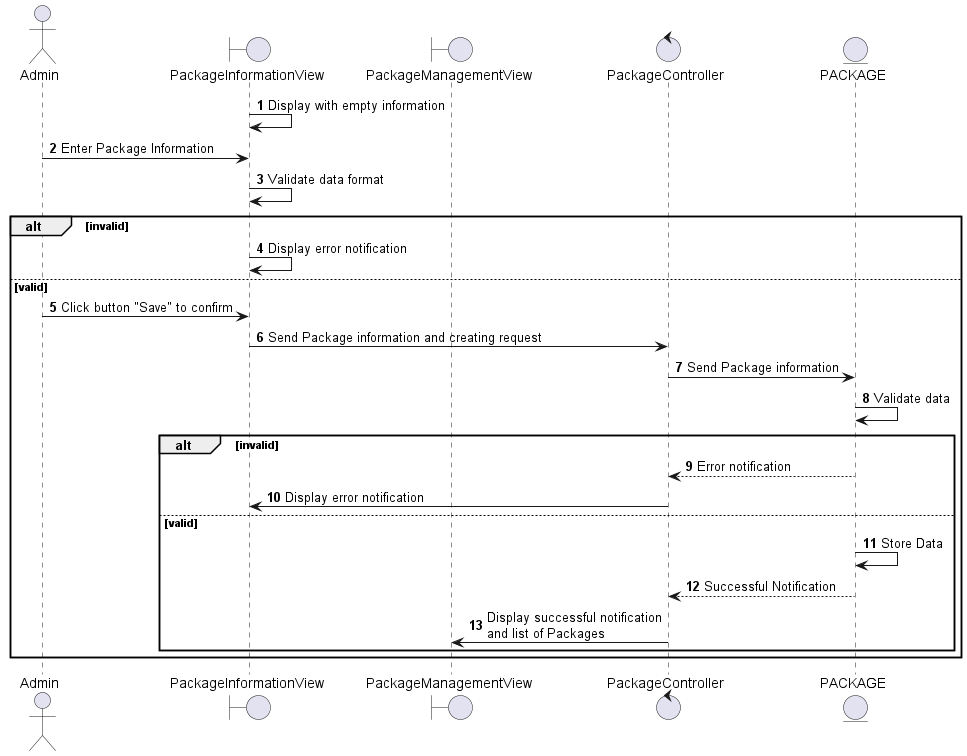 Admin
PackageInformationView
PackageManagementView
PackageController
PACKAGE
1 Display with empty information
2 Enter Package Information
3 Validate data format
alt [invalid]
4 Display error notification
[valid]
5 Click button "Save" to confirm
6 Send Package information and creating request
7 Send Package information
8 Validate data
alt [invalid]
9 Error notification
10 Display error notification
[valid]
11 Store Data
12 Successful Notification
13 Display successful notification
and list of Packages
Admin
PackageInformationView
PackageManagementView
PackageController
PACKAGE